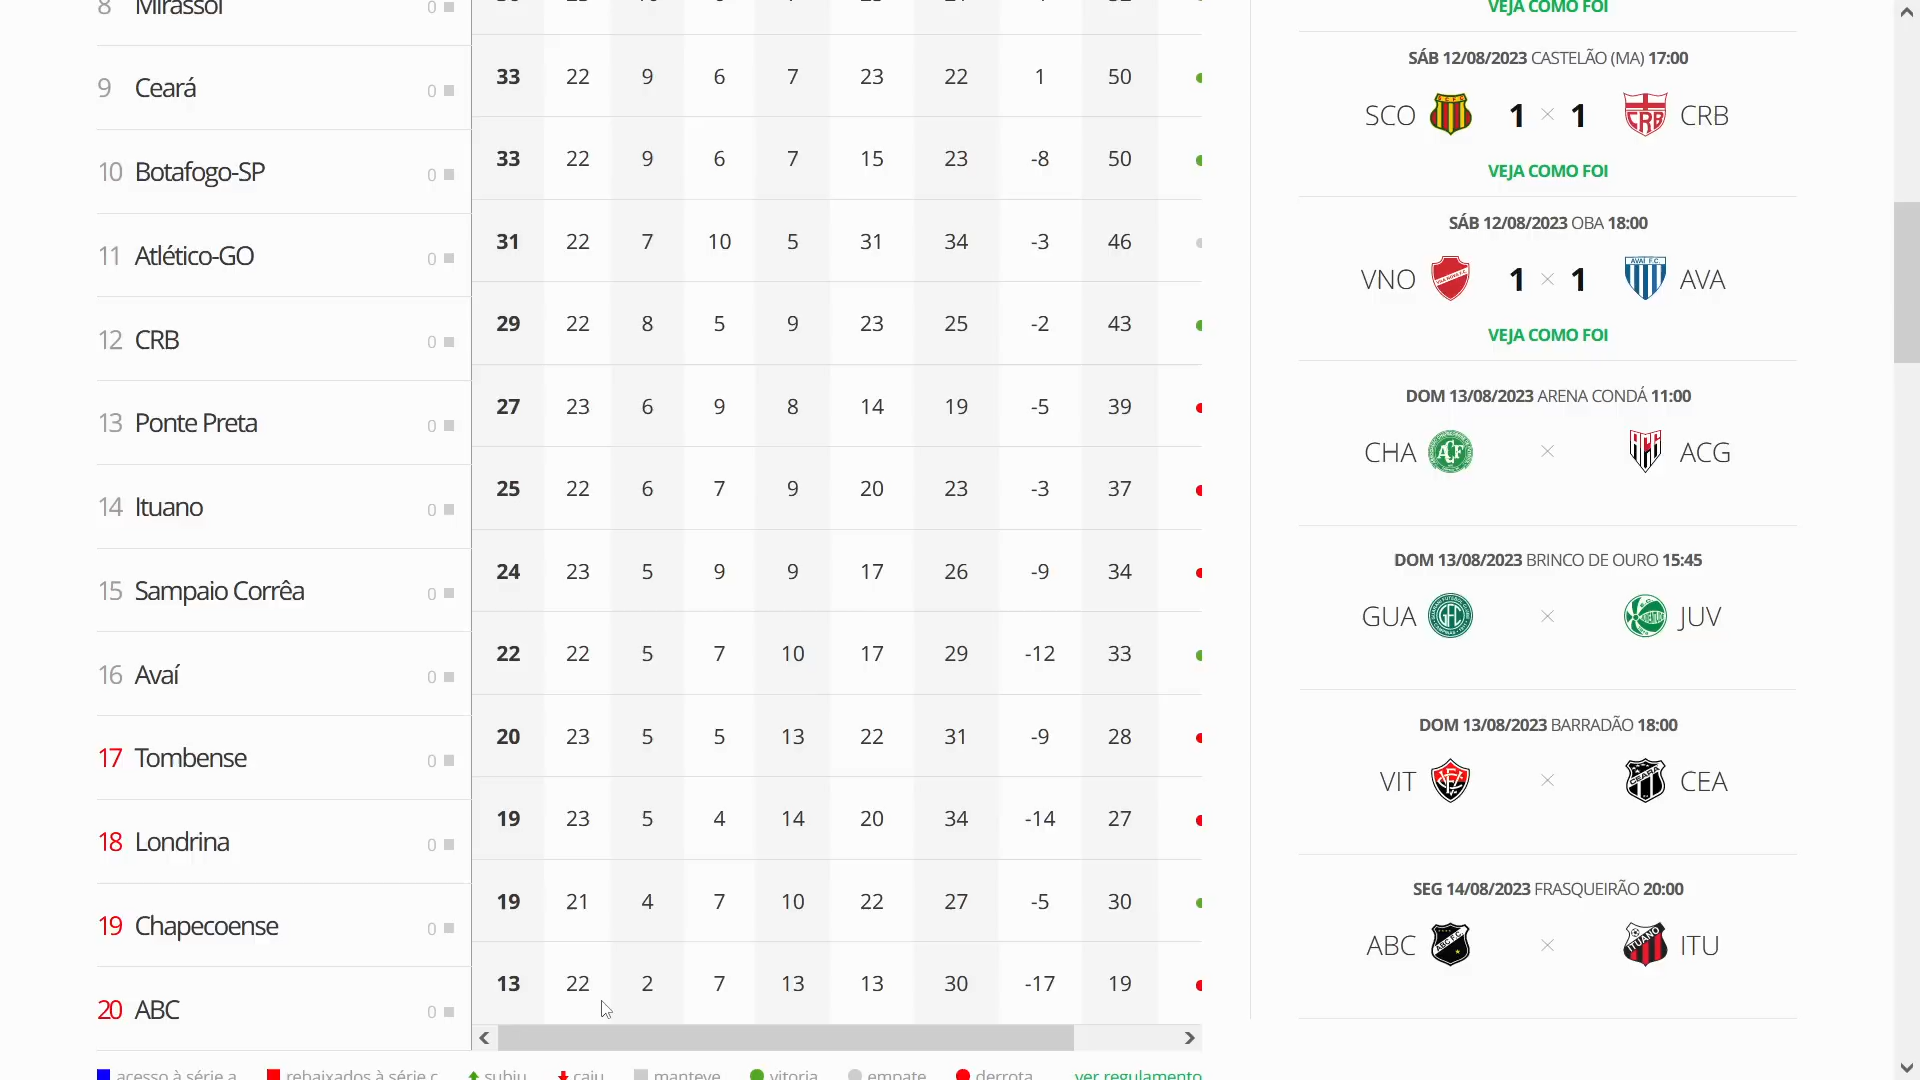 8 Mirassol 0
9 Ceará 0 33 22 9 6 7 23 22 1 50
10 Botafogo-SP 0 33 22 9 6 7 15 23 -8 50
11 Atlético-GO 0 31 22 7 10 5 31 34 -3 46
12 CRB 0 29 22 8 5 9 23 25 -2 43
13 Ponte Preta 0 27 23 6 9 8 14 19 -5 39
14 Ituano 0 25 22 6 7 9 20 23 -3 37
15 Sampaio Corrêa 0 24 23 5 9 9 17 26 -9 34
16 Avaí 0 22 22 5 7 10 17 29 -12 33
17 Tombense 0 20 23 5 5 13 22 31 -9 28
18 Londrina 0 19 23 5 4 14 20 34 -14 27
19 Chapecoense 0 19 21 4 7 10 22 27 -5 30
20 ABC 0 13 22 2 7 13 13 30 -17 19
acesso à série a rebaixados à série c subiu caiu manteve vitoria empate derrota ver regulamento
VEJA COMO FOI
SÁB 12/08/2023 CASTELÃO (MA) 17:00
SCO 1 × 1 CRB
VEJA COMO FOI
SÁB 12/08/2023 OBA 18:00
VNO 1 × 1 AVA
VEJA COMO FOI
DOM 13/08/2023 ARENA CONDÁ 11:00
CHA × ACG
DOM 13/08/2023 BRINCO DE OURO 15:45
GUA × JUV
DOM 13/08/2023 BARRADÃO 18:00
VIT × CEA
SEG 14/08/2023 FRASQUEIRÃO 20:00
ABC × ITU